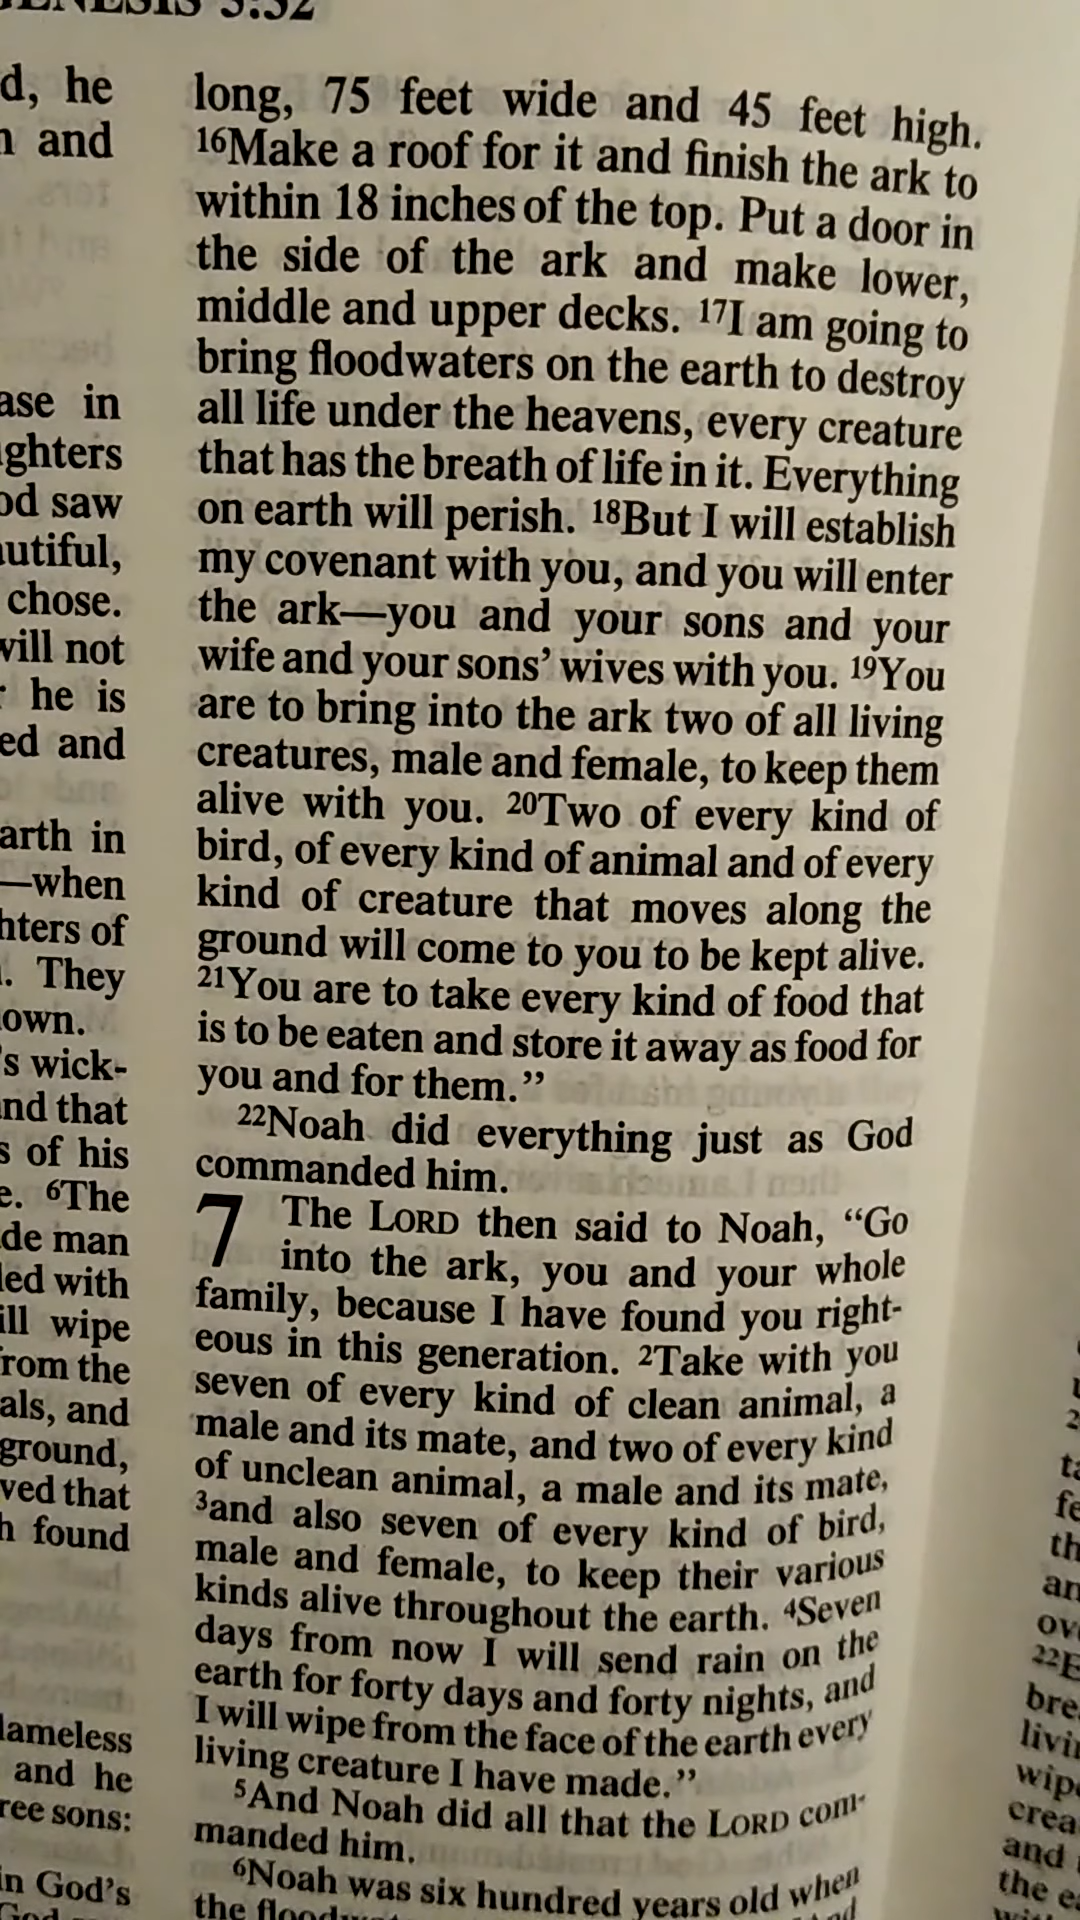 GENESIS 5:32
d, he
and
ase in
ghters
od saw
autiful,
chose.
will not
he is
ed and
arth in
—when
hters of
. They
own.
's wick-
nd that
s of his
e. ⁶The
de man
led with
ill wipe
rom the
als, and
ground,
ved that
h found
lameless
and he
ree sons:
in God's
God
long, 75 feet wide and 45 feet high.
¹⁶Make a roof for it and finish the ark to
within 18 inches of the top. Put a door in
the side of the ark and make lower,
middle and upper decks. ¹⁷I am going to
bring floodwaters on the earth to destroy
all life under the heavens, every creature
that has the breath of life in it. Everything
on earth will perish. ¹⁸But I will establish
my covenant with you, and you will enter
the ark—you and your sons and your
wife and your sons' wives with you. ¹⁹You
are to bring into the ark two of all living
creatures, male and female, to keep them
alive with you. ²⁰Two of every kind of
bird, of every kind of animal and of every
kind of creature that moves along the
ground will come to you to be kept alive.
²¹You are to take every kind of food that
is to be eaten and store it away as food for
you and for them.”
²²Noah did everything just as God
commanded him.
7 The LORD then said to Noah, “Go
into the ark, you and your whole
family, because I have found you right-
eous in this generation. ²Take with you
seven of every kind of clean animal, a
male and its mate, and two of every kind
of unclean animal, a male and its mate,
³and also seven of every kind of bird,
male and female, to keep their various
kinds alive throughout the earth. ⁴Seven
days from now I will send rain on the
earth for forty days and forty nights, and
I will wipe from the face of the earth every
living creature I have made.”
⁵And Noah did all that the LORD com-
manded him.
⁶Noah was six hundred years old when
the
2
ta
fe
th
an
ov
²²E
bre
livi
wip
crea
and
the ea